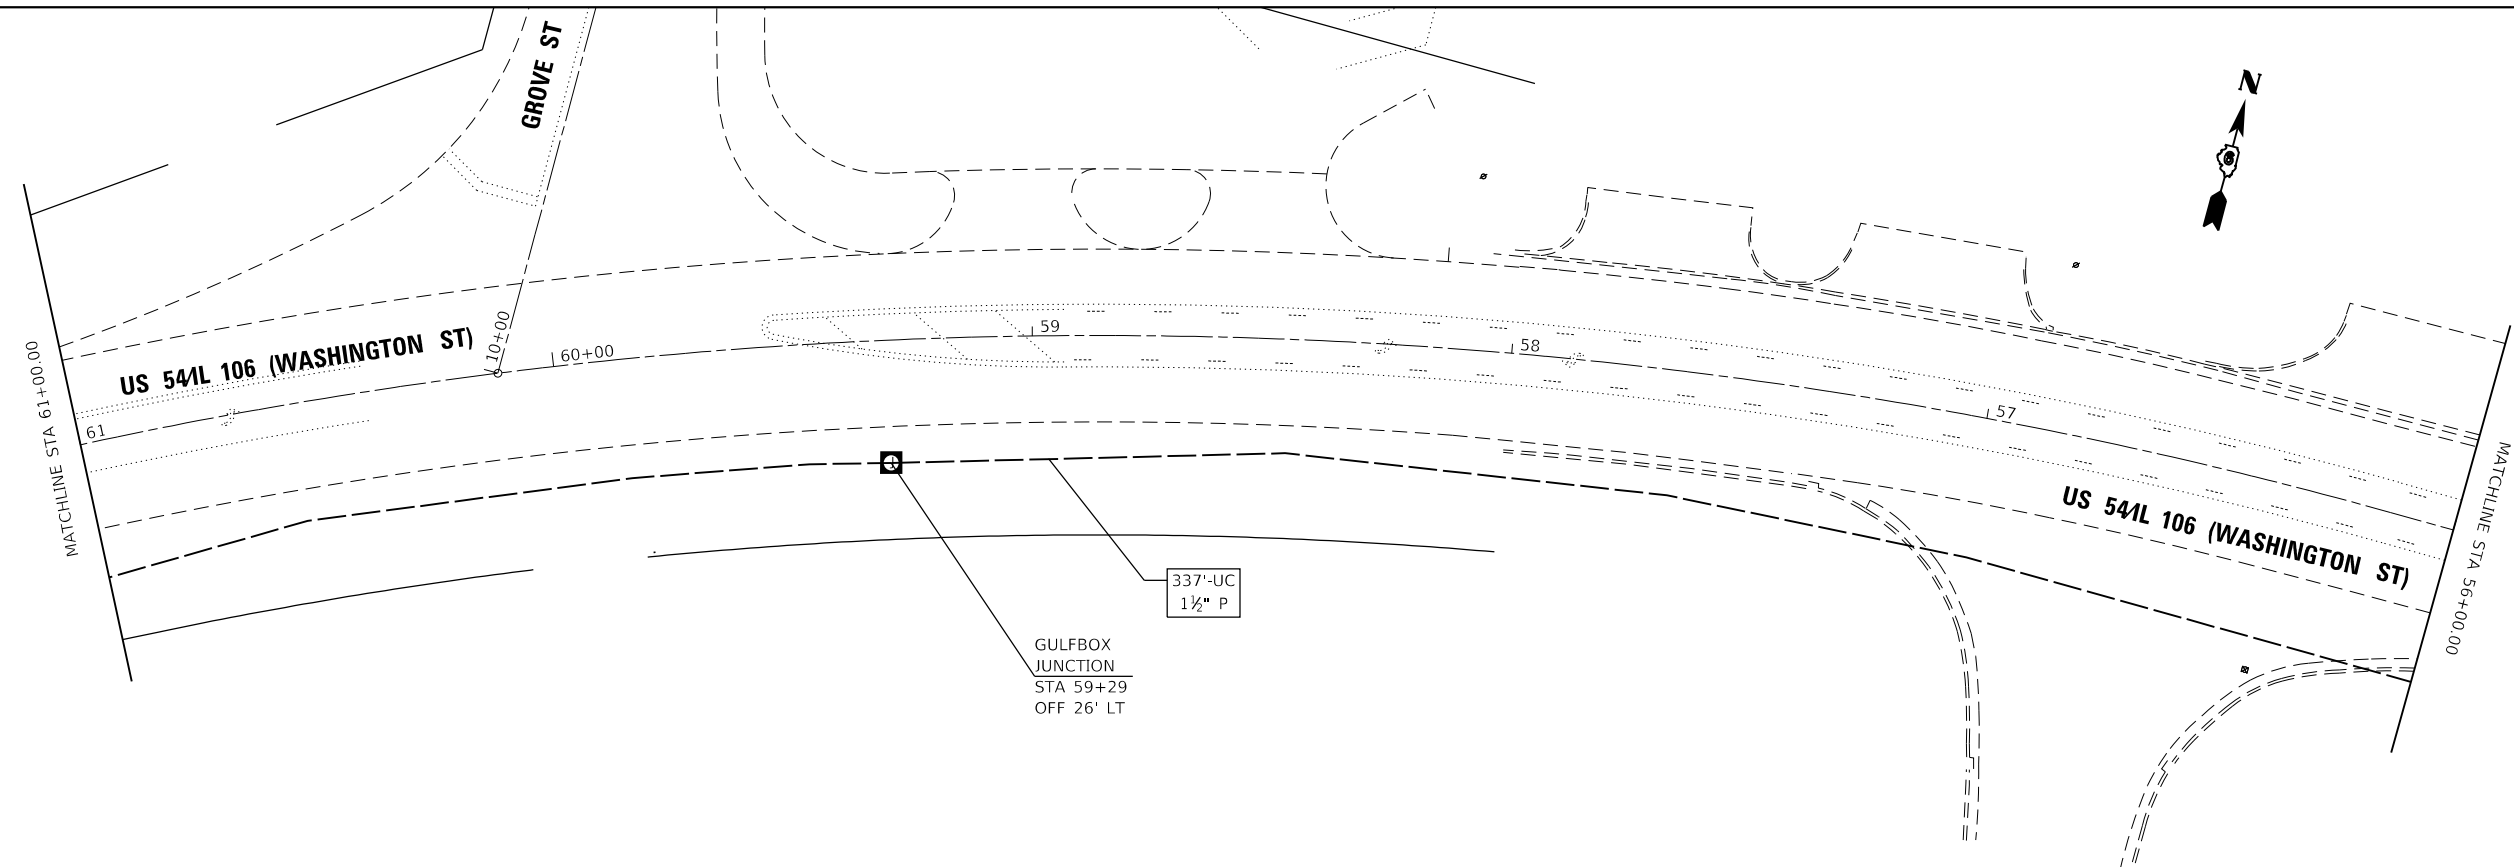 GROVE ST
N
6
US 54/IL 106 (WASHINGTON ST)
10+00
60+00
59
58
57
61
MATCHLINE STA 61+00.00
US 54/IL 106 (WASHINGTON ST)
MATCHLINE STA 56+00.00
337'-UC
1½" P
GULFBOX
JUNCTION
STA 59+29
OFF 26' LT